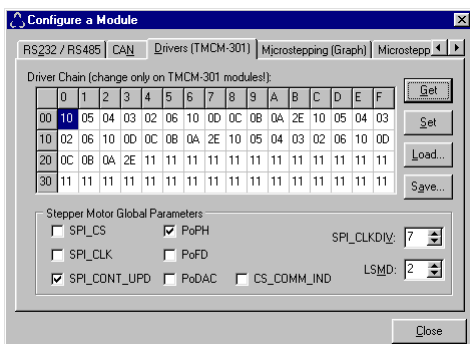 Configure a Module
RS232 / RS485 CAN Drivers (TMCM-301) Microstepping (Graph) Microstepp
Driver Chain (change only on TMCM-301 modules!):
0 1 2 3 4 5 6 7 8 9 A B C D E F
00 10 05 04 03 02 06 10 0D 0C 0B 0A 2E 10 05 04 03
10 02 06 10 0D 0C 0B 0A 2E 10 05 04 03 02 06 10 0D
20 0C 0B 0A 2E 11 11 11 11 11 11 11 11 11 11 11 11
30 11 11 11 11 11 11 11 11 11 11 11 11 11 11 11 11
Get
Set
Load...
Save...
Stepper Motor Global Parameters
SPI_CS PoPH SPI_CLKDIV: 7
SPI_CLK PoFD
SPI_CONT_UPD PoDAC CS_COMM_IND LSMD: 2
Close